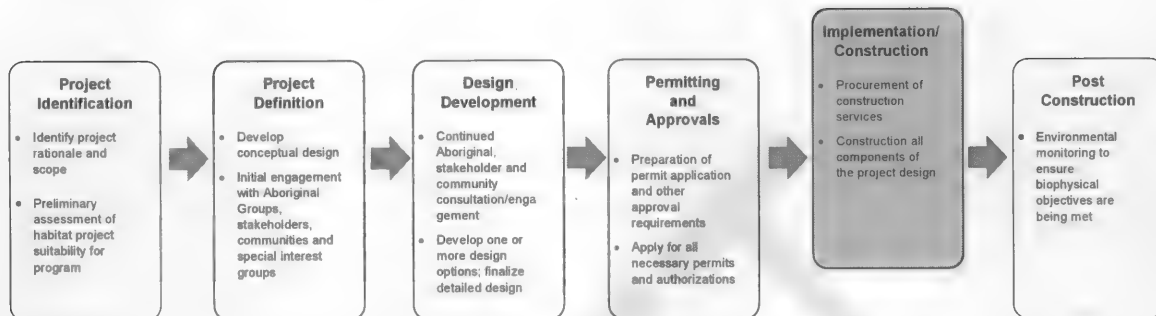 Project
Identification
• Identify project
rationale and
scope
• Preliminary
assessment of
habitat project
suitability for
program
Project
Definition
• Develop
conceptual design
• Initial engagement
with Aboriginal
Groups,
stakeholders,
communities and
special interest
groups
Design
Development
• Continued
Aboriginal,
stakeholder and
community
consultation/enga
gement
• Develop one or
more design
options; finalize
detailed design
Permitting
and
Approvals
• Preparation of
permit application
and other
approval
requirements
• Apply for all
necessary permits
and authorizations
Implementation/
Construction
• Procurement of
construction
services
• Construction all
components of
the project design
Post
Construction
• Environmental
monitoring to
ensure
biophysical
objectives are
being met